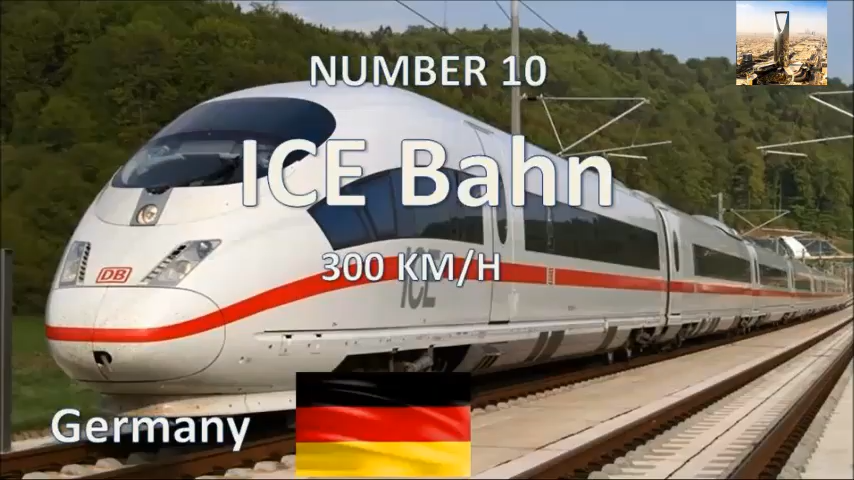 NUMBER 10
ICE Bahn
300 KM/H
DB
ICE
Germany